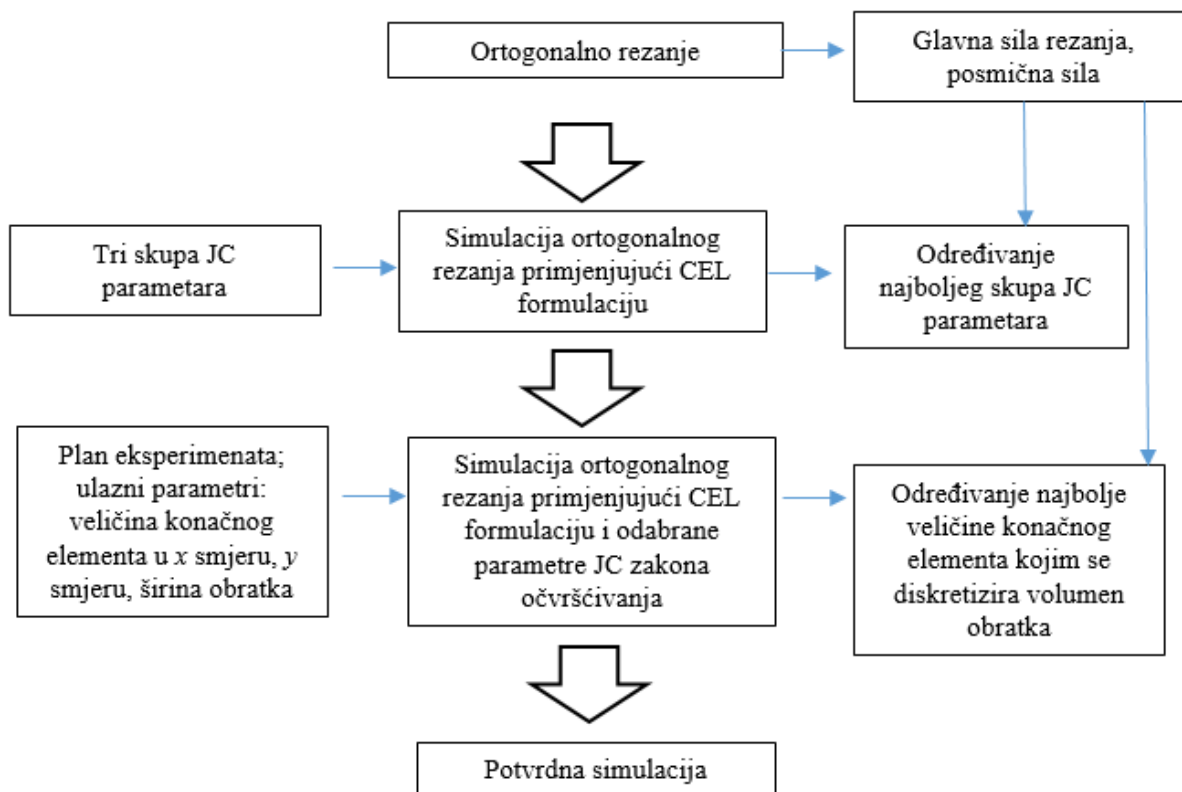 Ortogonalno rezanje
Glavna sila rezanja,
posmična sila
Tri skupa JC
parametara
Simulacija ortogonalnog
rezanja primjenjujući CEL
formulaciju
Određivanje
najboljeg skupa JC
parametara
Plan eksperimenata;
ulazni parametri:
veličina konačnog
elementa u x smjeru, y
smjeru, širina obratka
Simulacija ortogonalnog
rezanja primjenjujući CEL
formulaciju i odabrane
parametre JC zakona
očvršćivanja
Određivanje najbolje
veličine konačnog
elementa kojim se
diskretizira volumen
obratka
Potvrdna simulacija